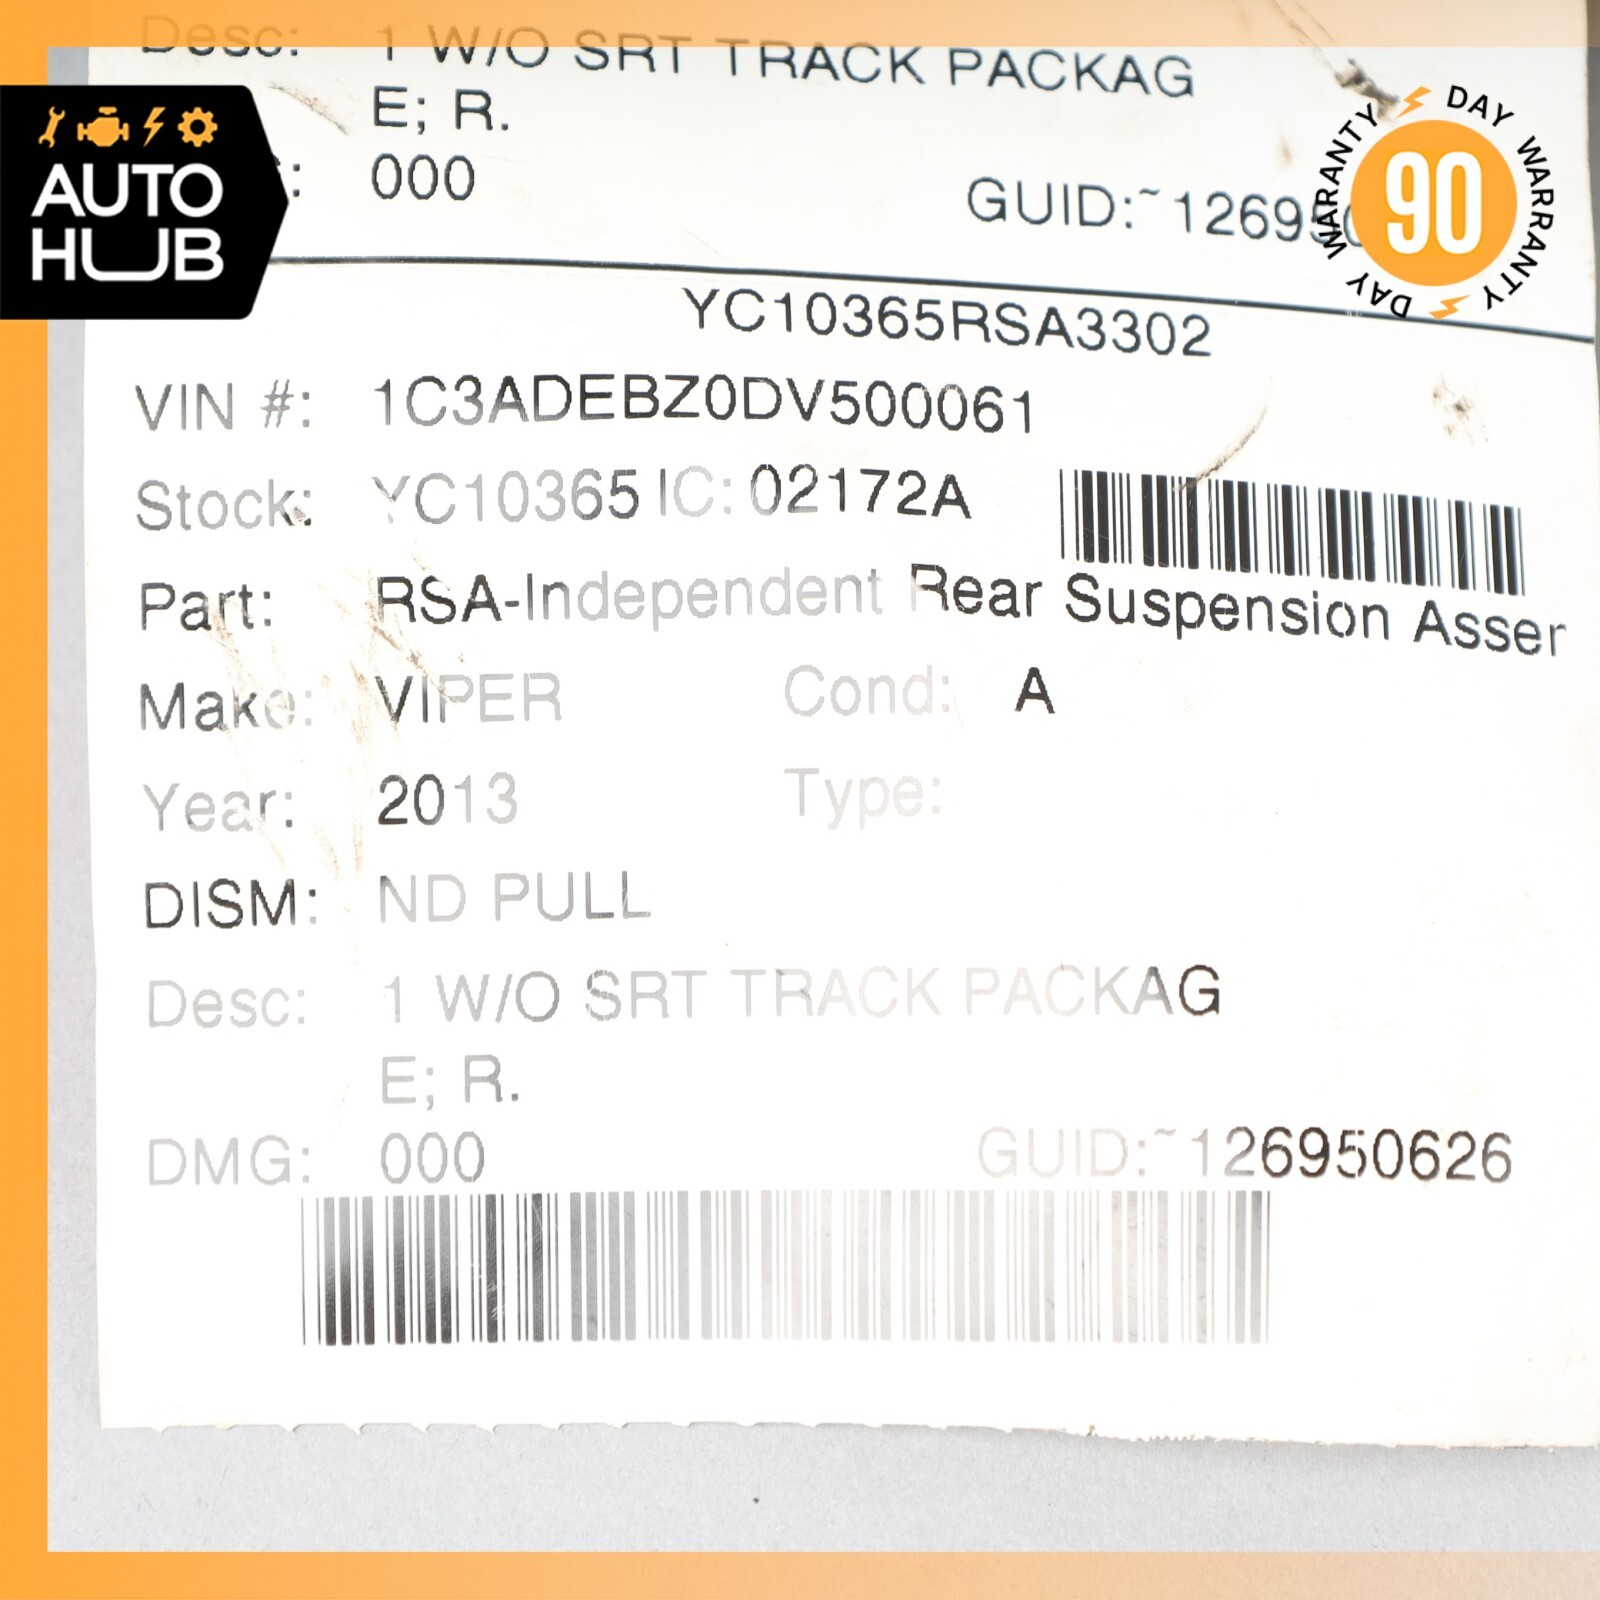 Desc: 1 W/O SRT TRACK PACKAG
E; R.
: 000
GUID:~126950
AUTO
HUB
90
DAY WARRANTY
DAY WARRANTY
YC10365RSA3302
VIN #: 1C3ADEBZ0DV500061
Stock: YC10365 IC: 02172A
Part: RSA-Independent Rear Suspension Asser
Make: VIPER Cond: A
Year: 2013 Type:
DISM: ND PULL
Desc: 1 W/O SRT TRACK PACKAG
E; R.
DMG: 000 GUID:~126950626